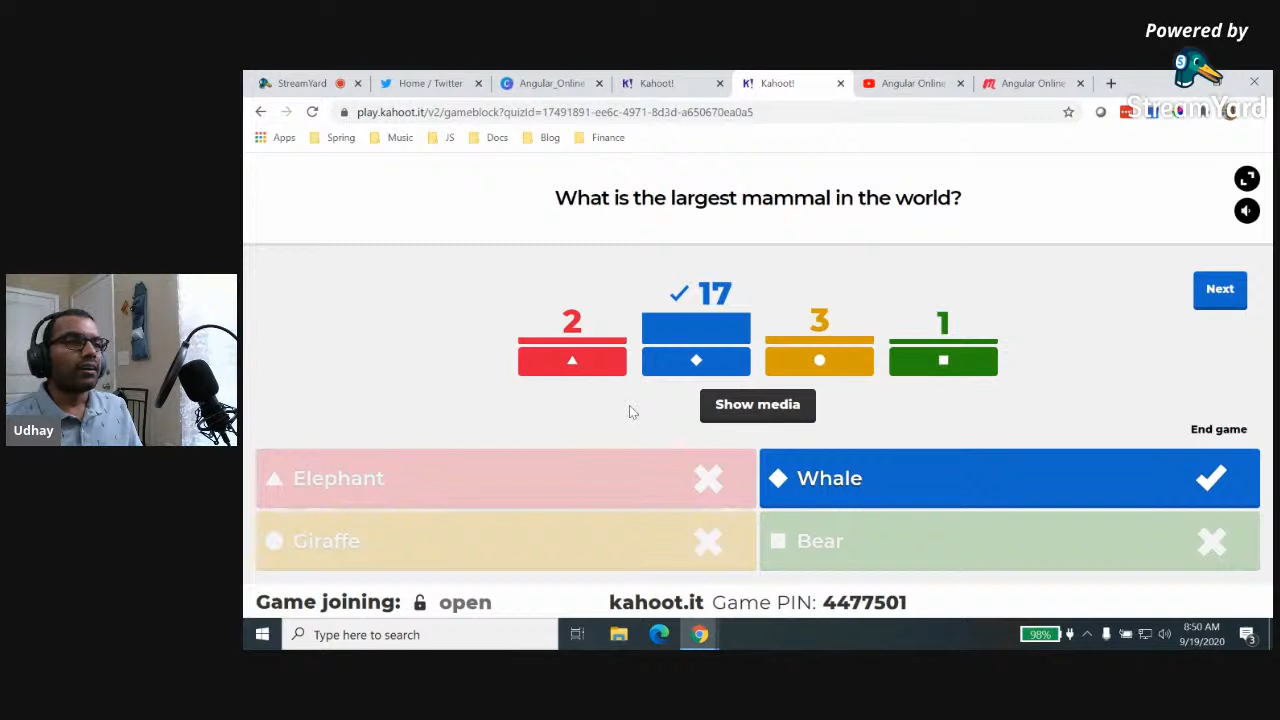 Powered by
StreamYard
StreamYard
Home / Twitter
Angular_Online
Kahoot!
Kahoot!
Angular Online
Angular Online
play.kahoot.it/v2/gameblock?quizId=17491891-ee6c-4971-8d3d-a650670ea0a5
Apps
Spring
Music
JS
Docs
Blog
Finance
What is the largest mammal in the world?
2
17
3
1
Next
Show media
End game
Udhay
Elephant
Whale
Giraffe
Bear
Game joining: open
kahoot.it Game PIN: 4477501
Type here to search
98%
8:50 AM
9/19/2020
3